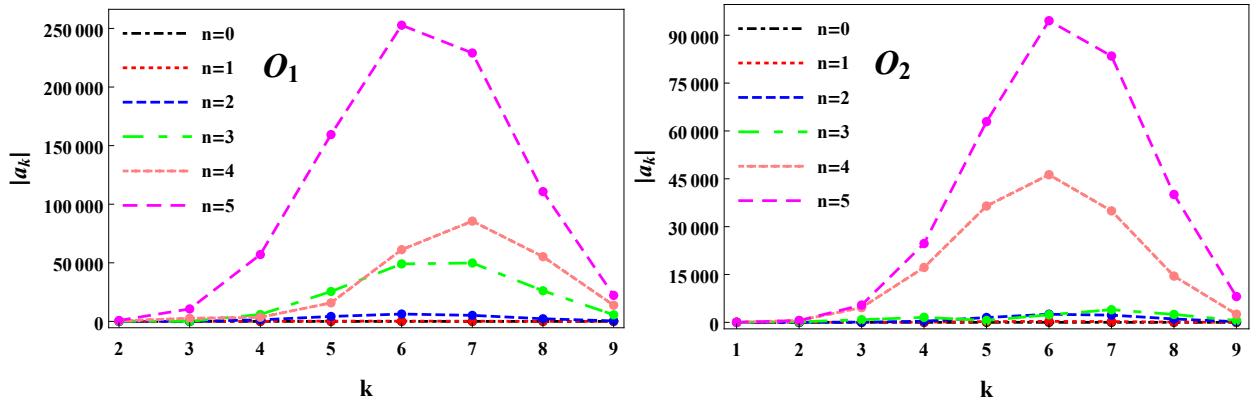 O1
n=0
n=1
n=2
n=3
n=4
n=5
|ak|
250 000
200 000
150 000
100 000
50 000
0
2 3 4 5 6 7 8 9
k
O2
n=0
n=1
n=2
n=3
n=4
n=5
|ak|
90 000
75 000
60 000
45 000
30 000
15 000
0
1 2 3 4 5 6 7 8 9
k